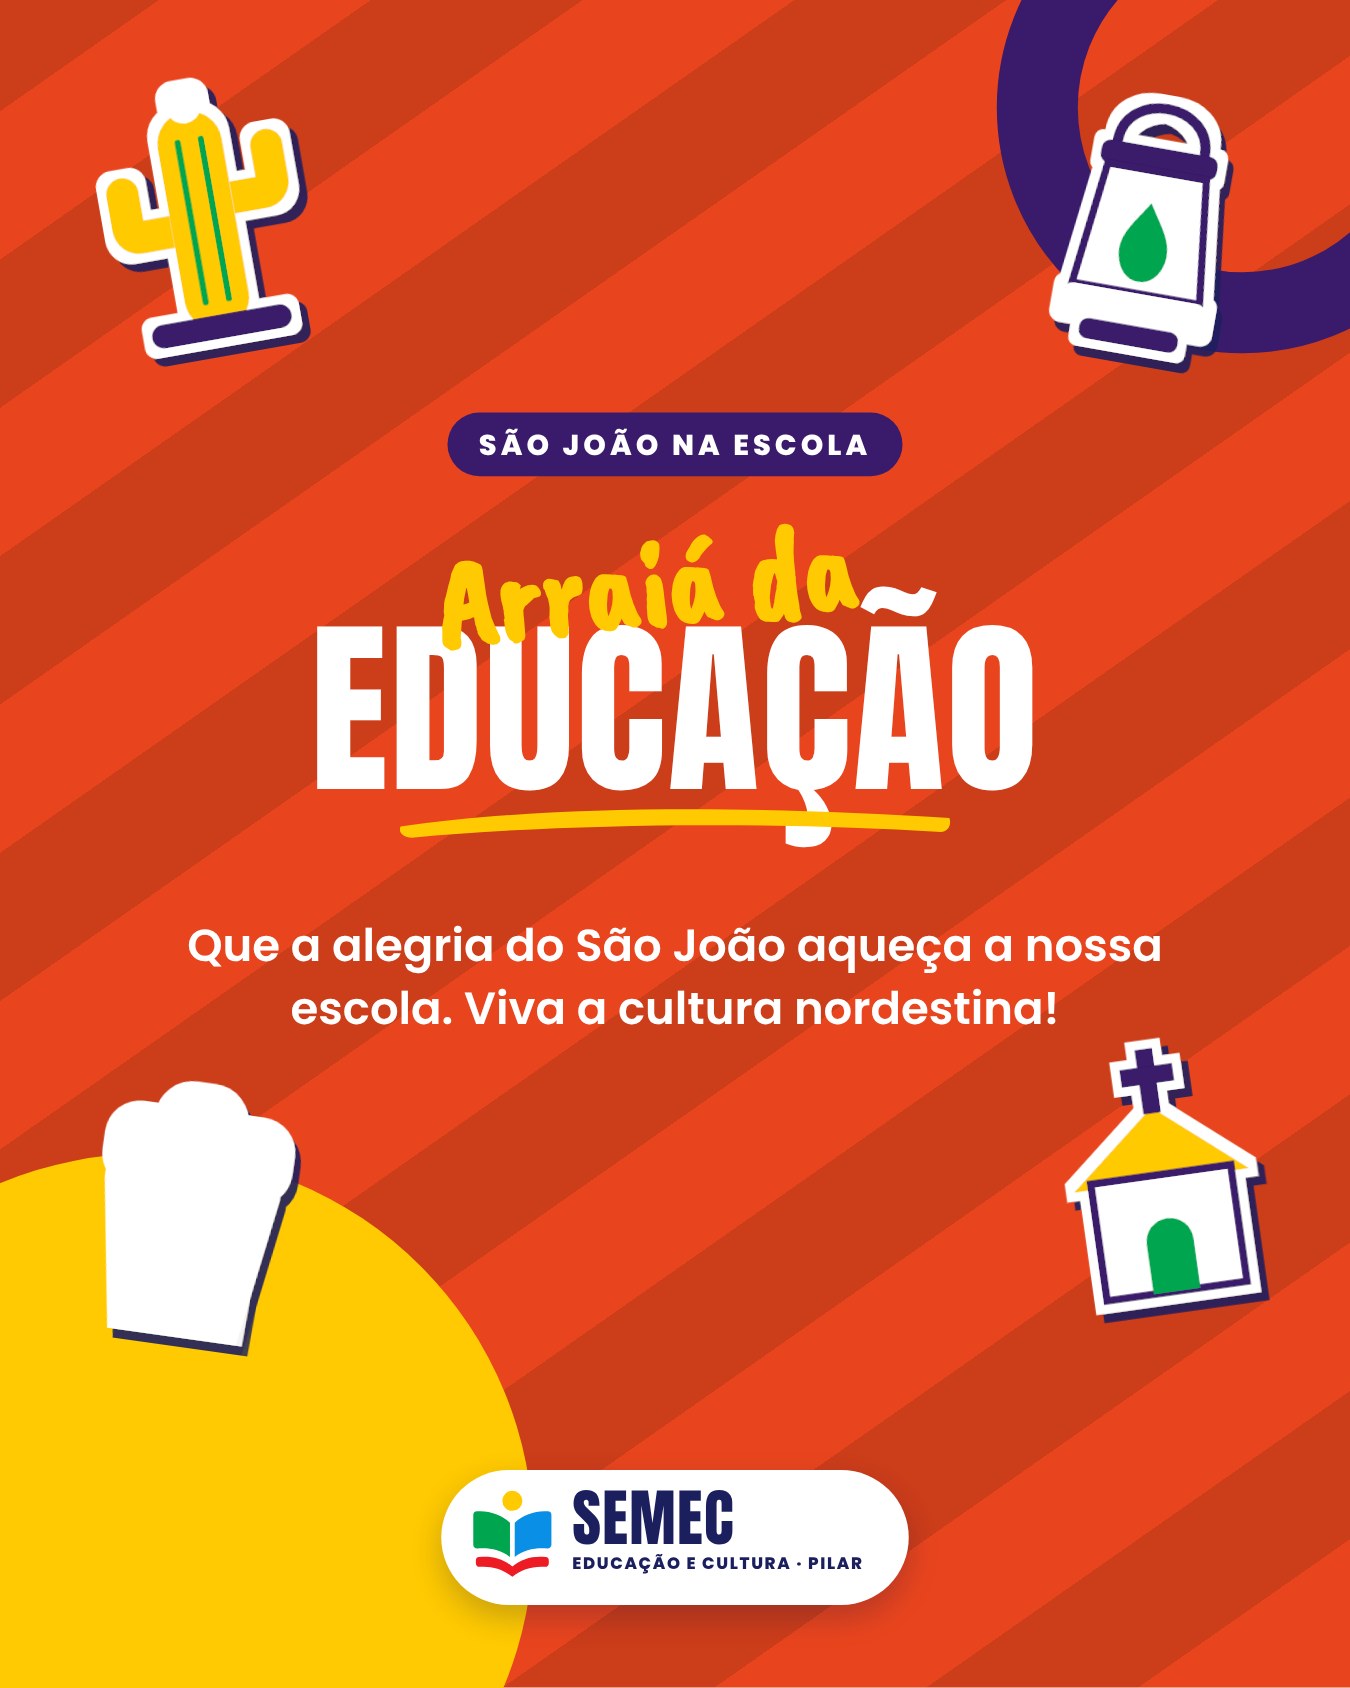 SÃO JOÃO NA ESCOLA
Arraiá da
EDUCAÇÃO
Que a alegria do São João aqueça a nossa
escola. Viva a cultura nordestina!
SEMEC
EDUCAÇÃO E CULTURA · PILAR